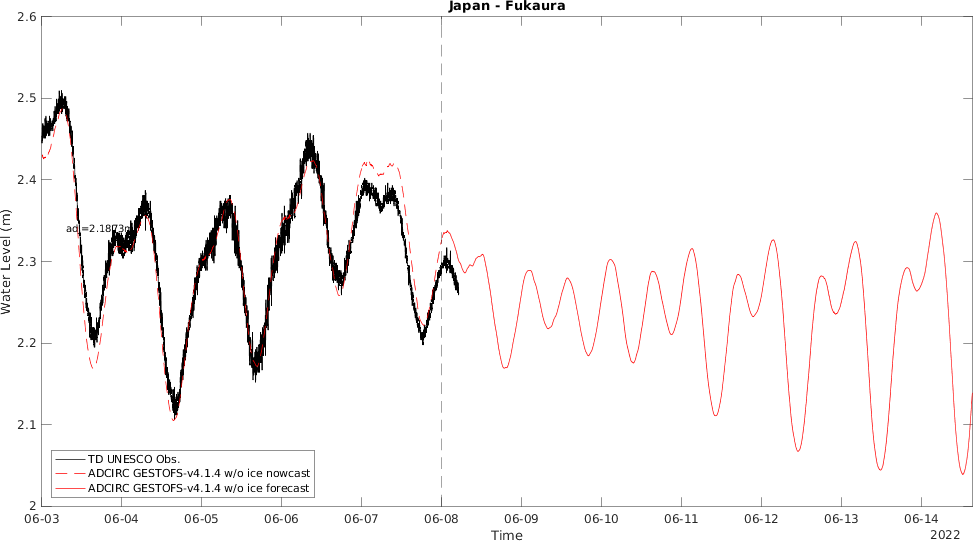 Japan - Fukaura
Water Level (m)
2.6
2.5
2.4
2.3
2.2
2.1
2
adj=2.1873m
TD UNESCO Obs.
ADCIRC GESTOFS-v4.1.4 w/o ice nowcast
ADCIRC GESTOFS-v4.1.4 w/o ice forecast
06-03 06-04 06-05 06-06 06-07 06-08 06-09 06-10 06-11 06-12 06-13 06-14
Time
2022